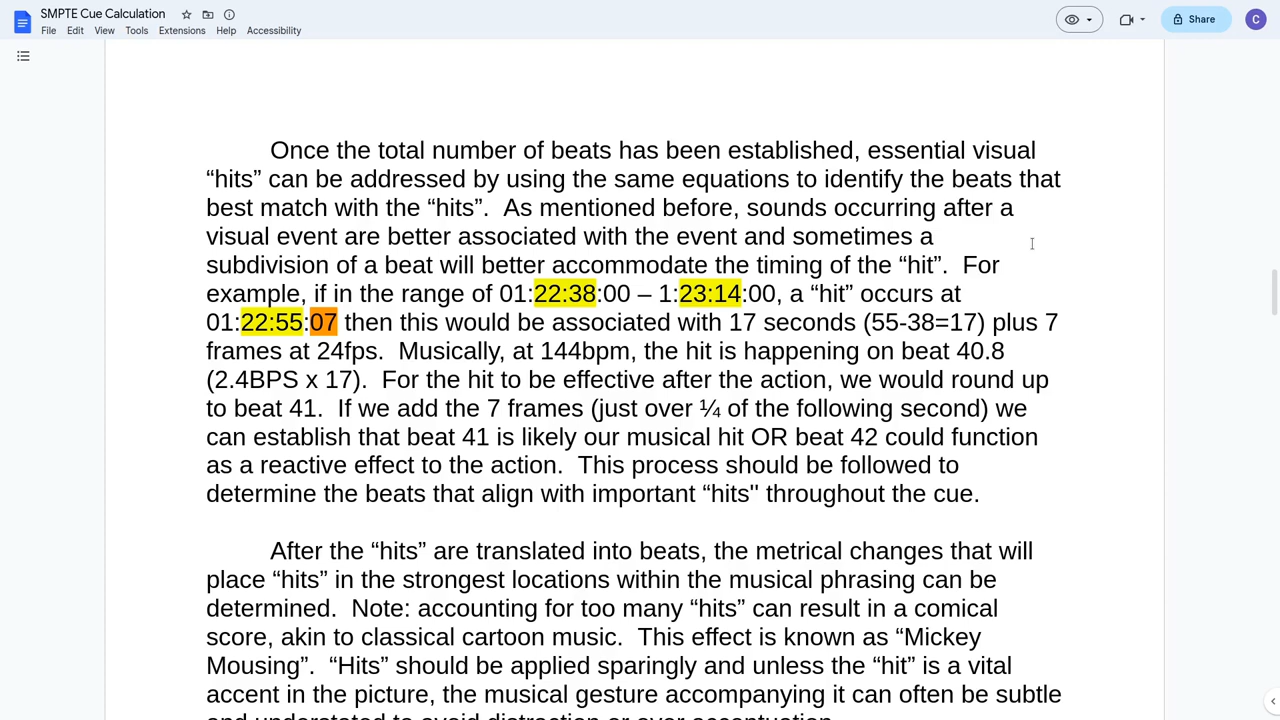 SMPTE Cue Calculation
File Edit View Tools Extensions Help Accessibility
Share
C
Once the total number of beats has been established, essential visual
“hits” can be addressed by using the same equations to identify the beats that
best match with the “hits”.  As mentioned before, sounds occurring after a
visual event are better associated with the event and sometimes a
subdivision of a beat will better accommodate the timing of the “hit”.  For
example, if in the range of 01:22:38:00 – 1:23:14:00, a “hit” occurs at
01:22:55:07 then this would be associated with 17 seconds (55-38=17) plus 7
frames at 24fps.  Musically, at 144bpm, the hit is happening on beat 40.8
(2.4BPS x 17).  For the hit to be effective after the action, we would round up
to beat 41.  If we add the 7 frames (just over ¼ of the following second) we
can establish that beat 41 is likely our musical hit OR beat 42 could function
as a reactive effect to the action.  This process should be followed to
determine the beats that align with important “hits" throughout the cue.
After the “hits” are translated into beats, the metrical changes that will
place “hits” in the strongest locations within the musical phrasing can be
determined.  Note: accounting for too many “hits” can result in a comical
score, akin to classical cartoon music.  This effect is known as “Mickey
Mousing”.  “Hits” should be applied sparingly and unless the “hit” is a vital
accent in the picture, the musical gesture accompanying it can often be subtle
and understated to avoid distraction or over accentuation.